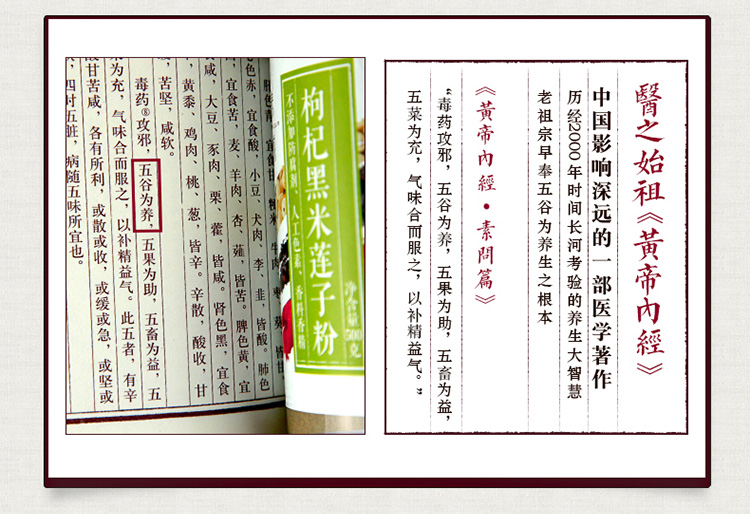 醫之始祖《黃帝內經》
中国影响深远的一部医学著作
历经2000年时间长河考验的养生大智慧
老祖宗早奉五谷为养生之根本
《黃帝內經·素問篇》
“毒药攻邪，五谷为养，五果为助，五畜为益，
五菜为充，气味合而服之，以补精益气。”
净含量500克
枸杞黑米莲子粉
不添加防腐剂、人工色素、香料香精
色赤，宜食酸，小豆、犬肉、李、韭，皆酸。肺色
，宜食苦，麦、羊肉、杏、薤，皆苦。脾色黄，宜
咸，大豆、豕肉、栗、藿，皆咸。肾色黑，宜食
黄黍、鸡肉、桃、葱，皆辛。辛散，酸收，甘
，苦坚，咸软。
毒药⑧攻邪，五谷为养，五果为助，五畜为益，五
为充，气味合而服之，以补精益气。此五者，有辛
酸甘苦咸，各有所利，或散或收，或缓或急，或坚或
，四时五脏，病随五味所宜也。